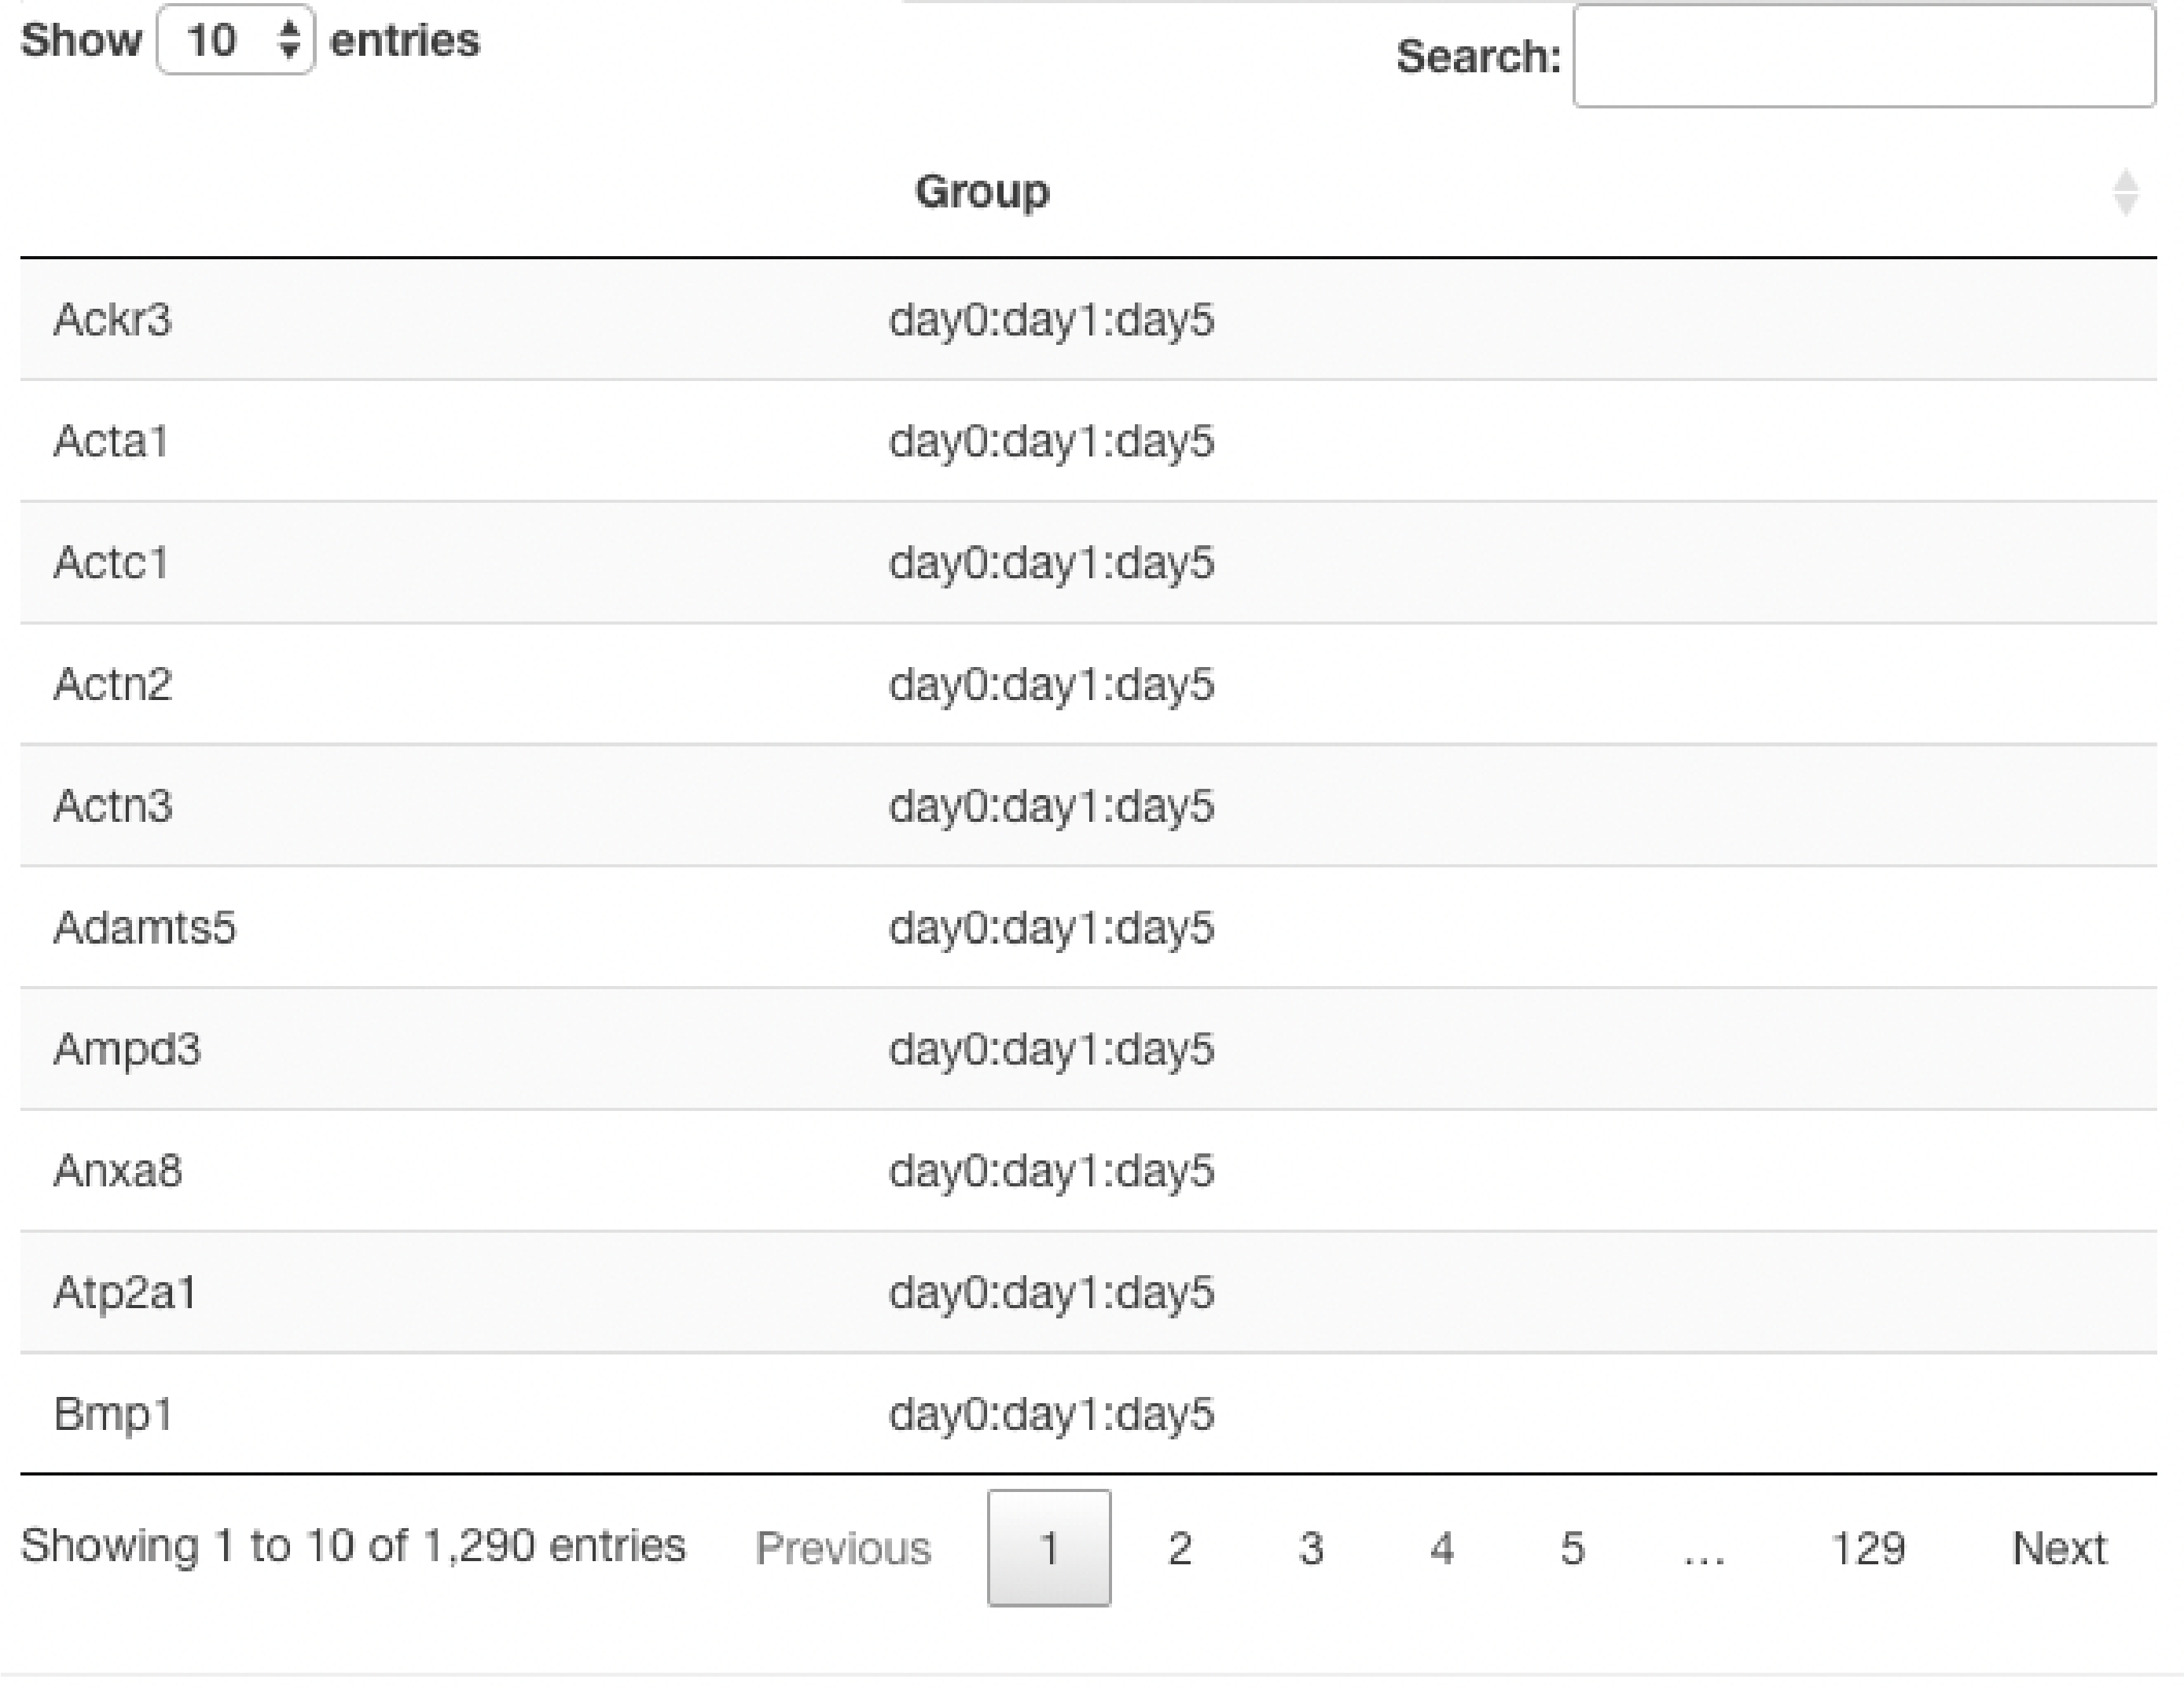 Show 10 entries
Search:
Group
Ackr3 day0:day1:day5
Acta1 day0:day1:day5
Actc1 day0:day1:day5
Actn2 day0:day1:day5
Actn3 day0:day1:day5
Adamts5 day0:day1:day5
Ampd3 day0:day1:day5
Anxa8 day0:day1:day5
Atp2a1 day0:day1:day5
Bmp1 day0:day1:day5
Showing 1 to 10 of 1,290 entries Previous 1 2 3 4 5 … 129 Next